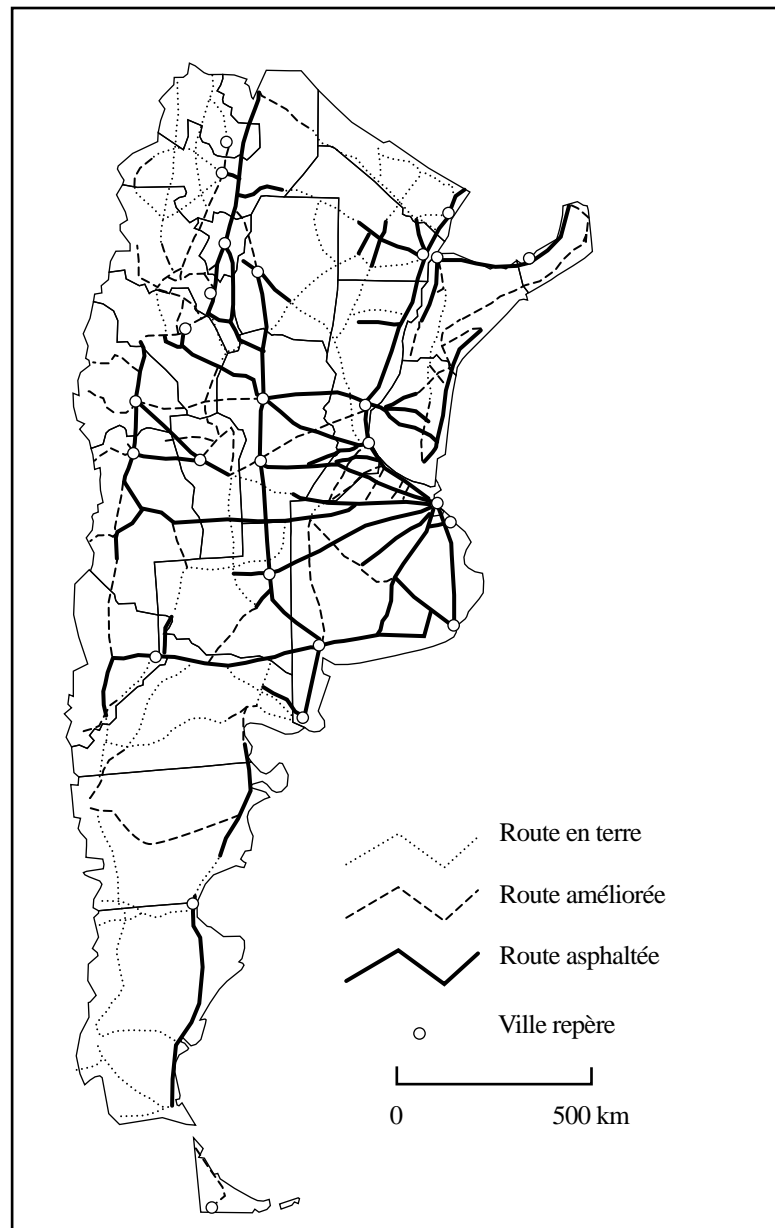 Route en terre
Route améliorée
Route asphaltée
Ville repère
0 500 km